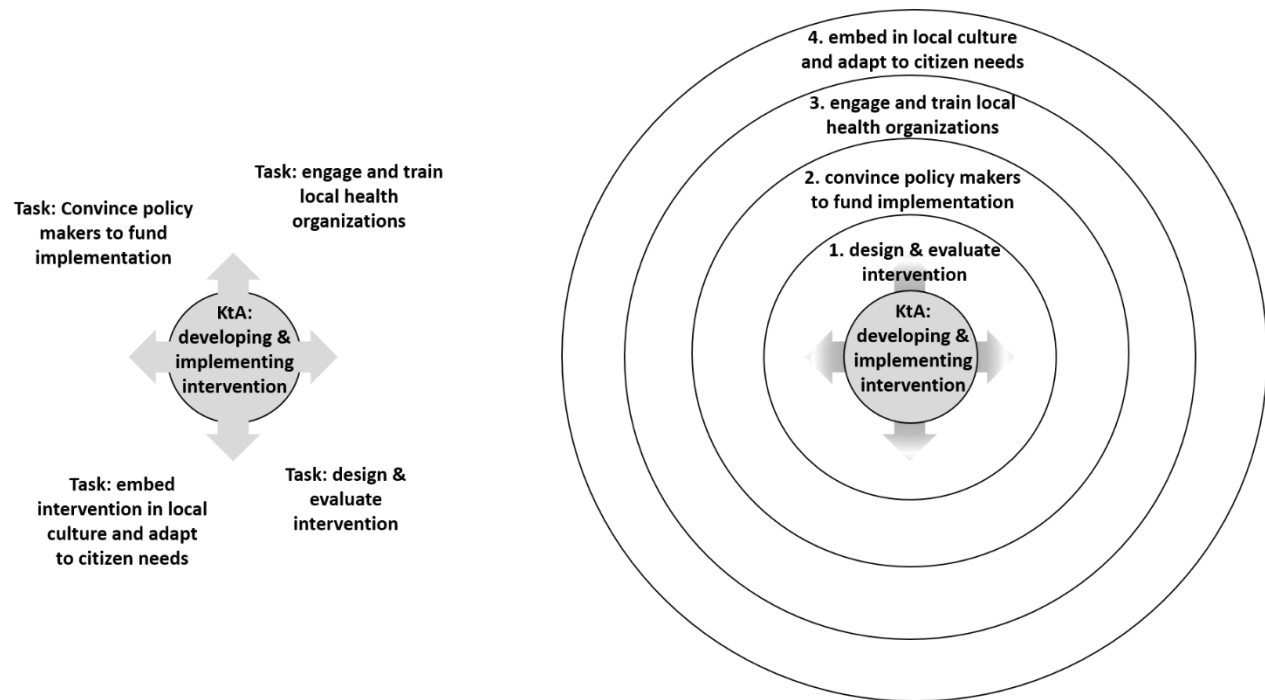 Task: Convince policy
makers to fund
implementation
Task: engage and train
local health
organizations
KtA:
developing &
implementing
intervention
Task: embed
intervention in local
culture and adapt
to citizen needs
Task: design &
evaluate
intervention
4. embed in local culture
and adapt to citizen needs
3. engage and train local
health organizations
2. convince policy makers
to fund implementation
1. design & evaluate
intervention
KtA:
developing &
implementing
intervention